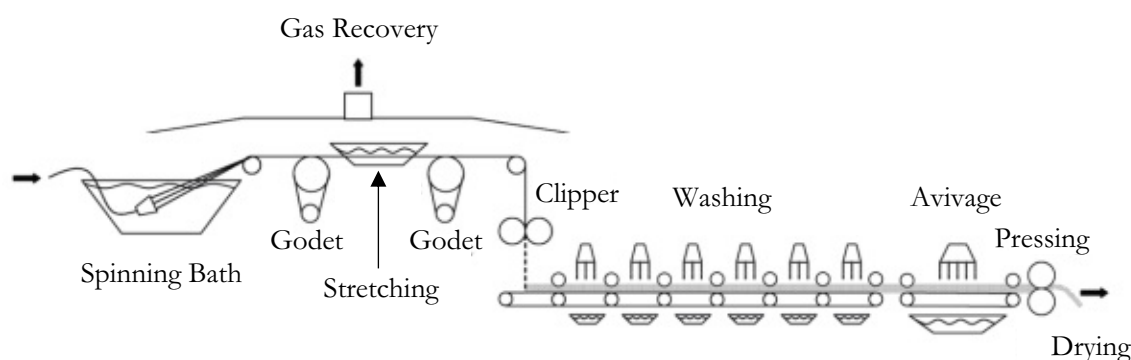 Gas Recovery
Clipper
Washing
Avivage
Pressing
Godet
Godet
Spinning Bath
Stretching
Drying